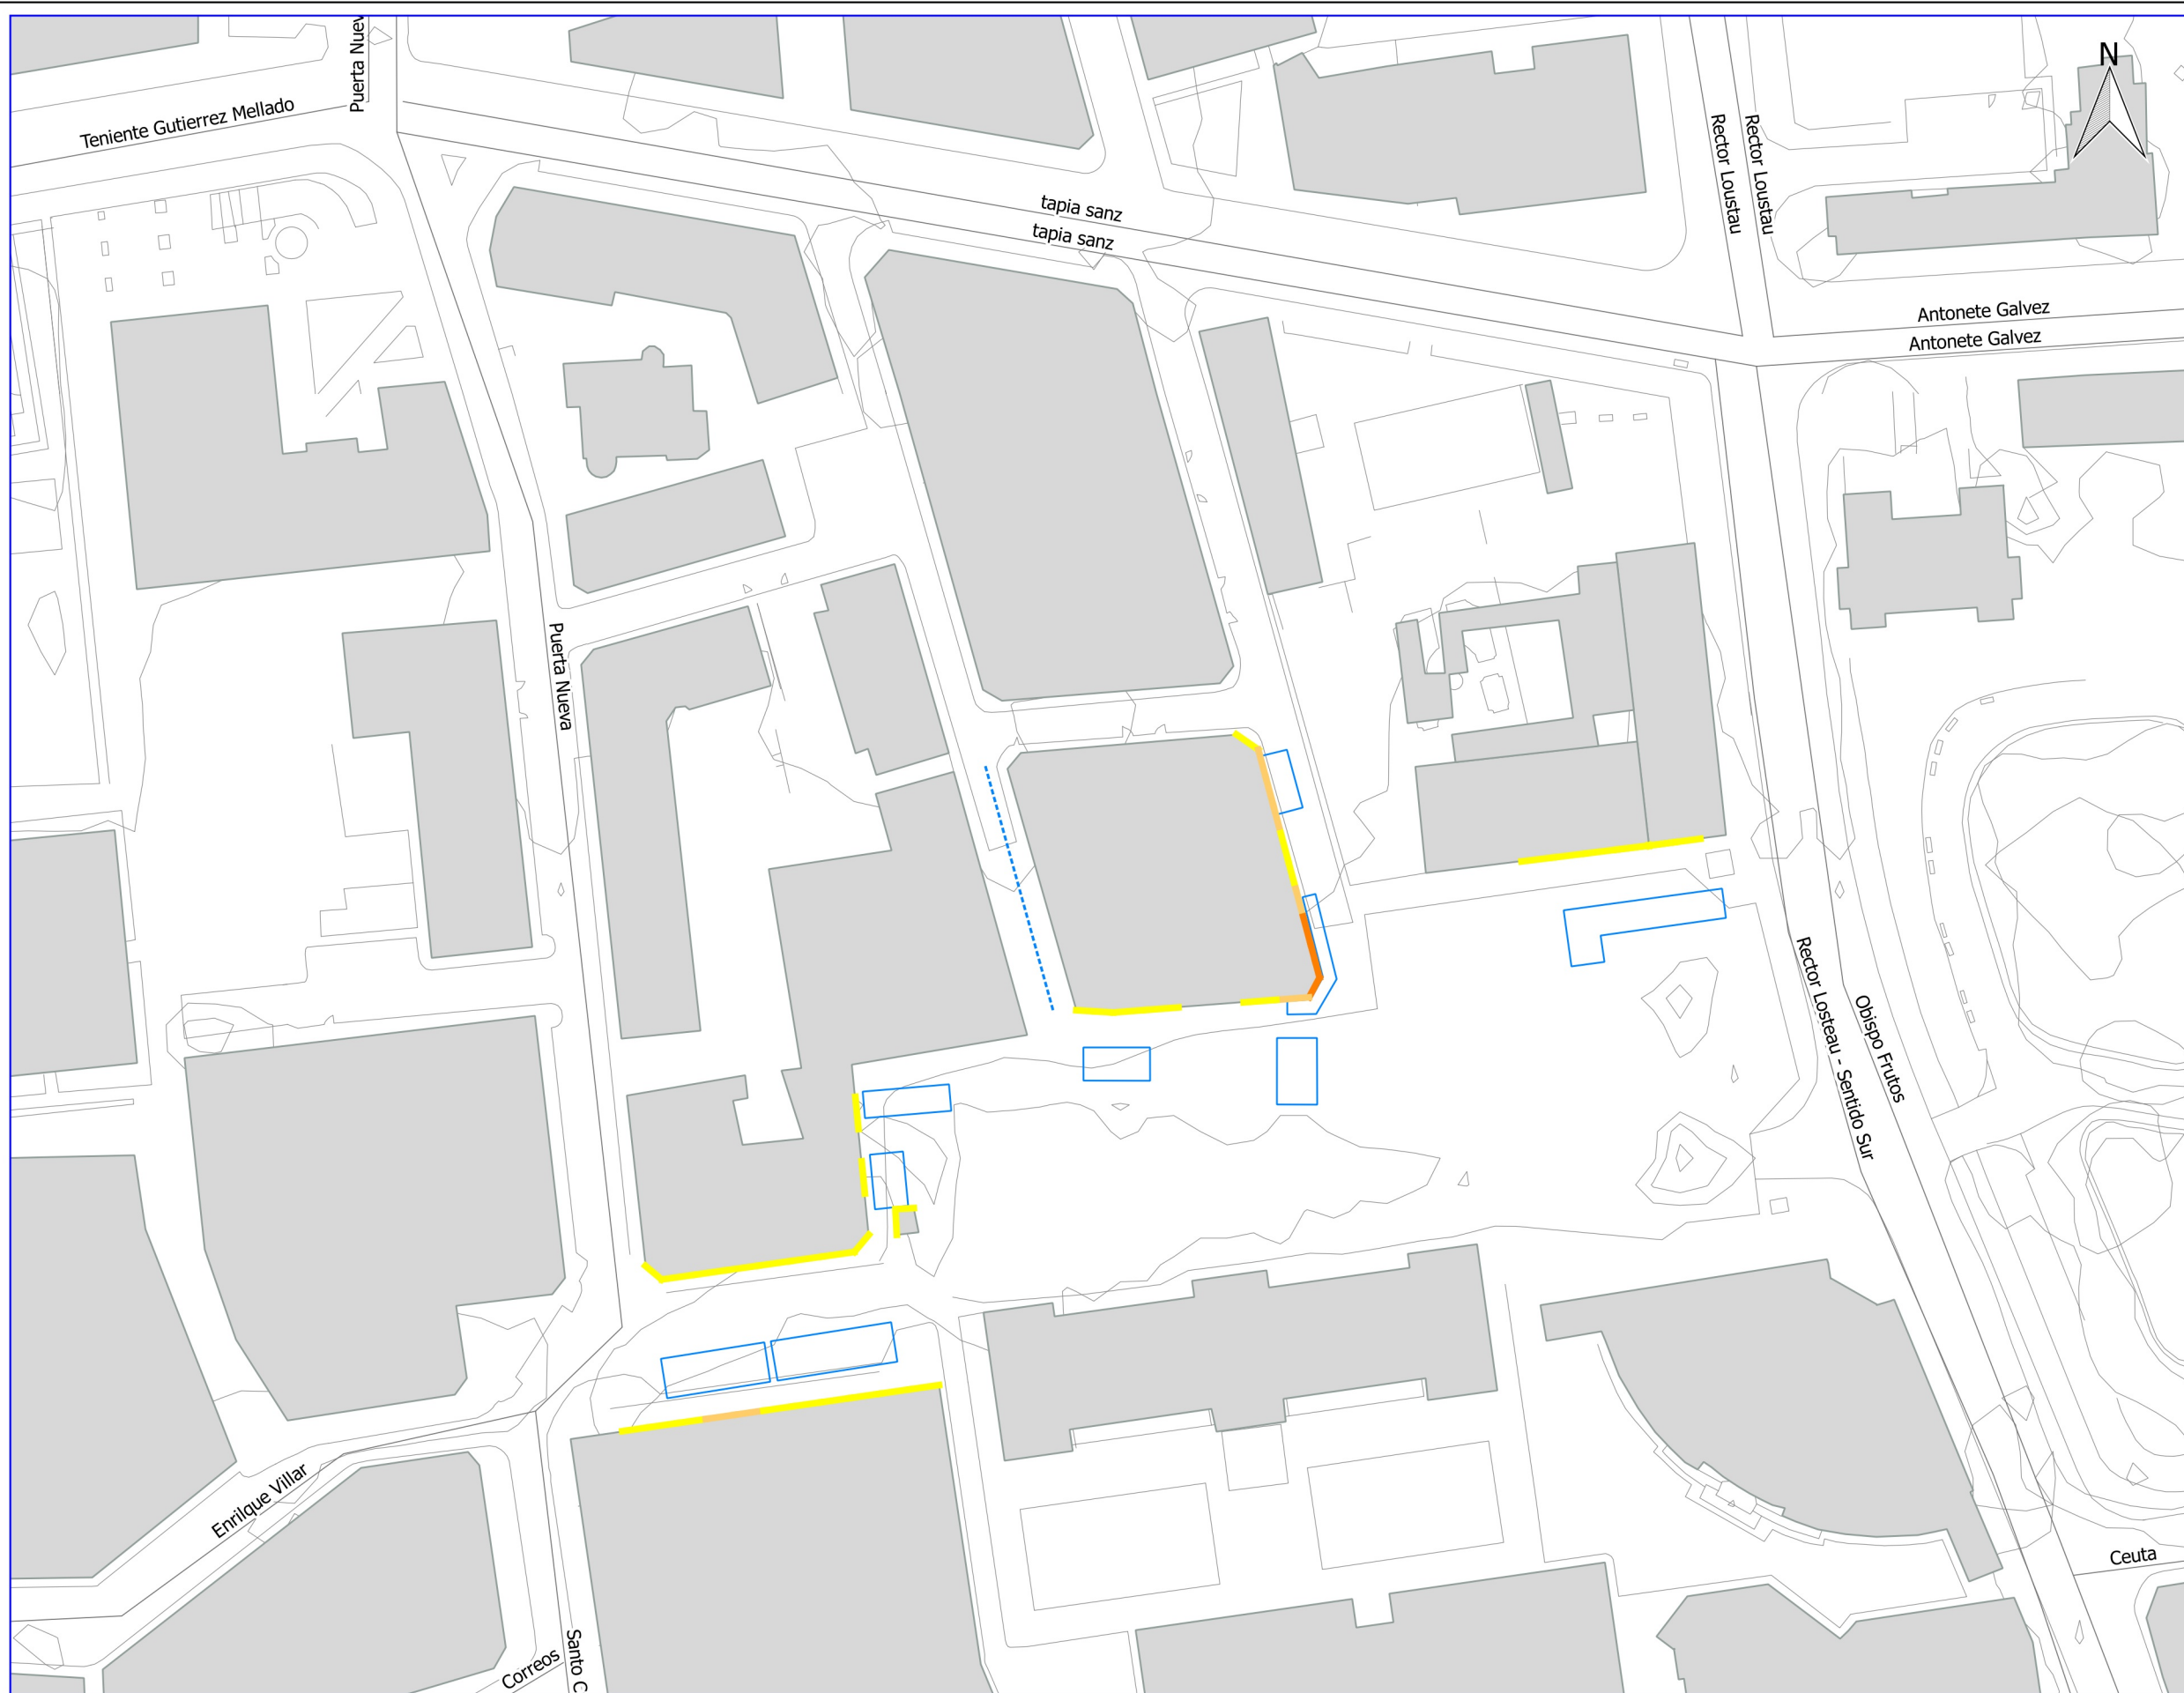 N
Puerta Nuev
Teniente Gutierrez Mellado
Rector Loustau
Rector Loustau
tapia sanz
tapia sanz
Antonete Galvez
Antonete Galvez
Puerta Nueva
Rector Losteau - Sentido Sur
Obispo Frutos
Enrilque Villar
Ceuta
Correos
Santo C